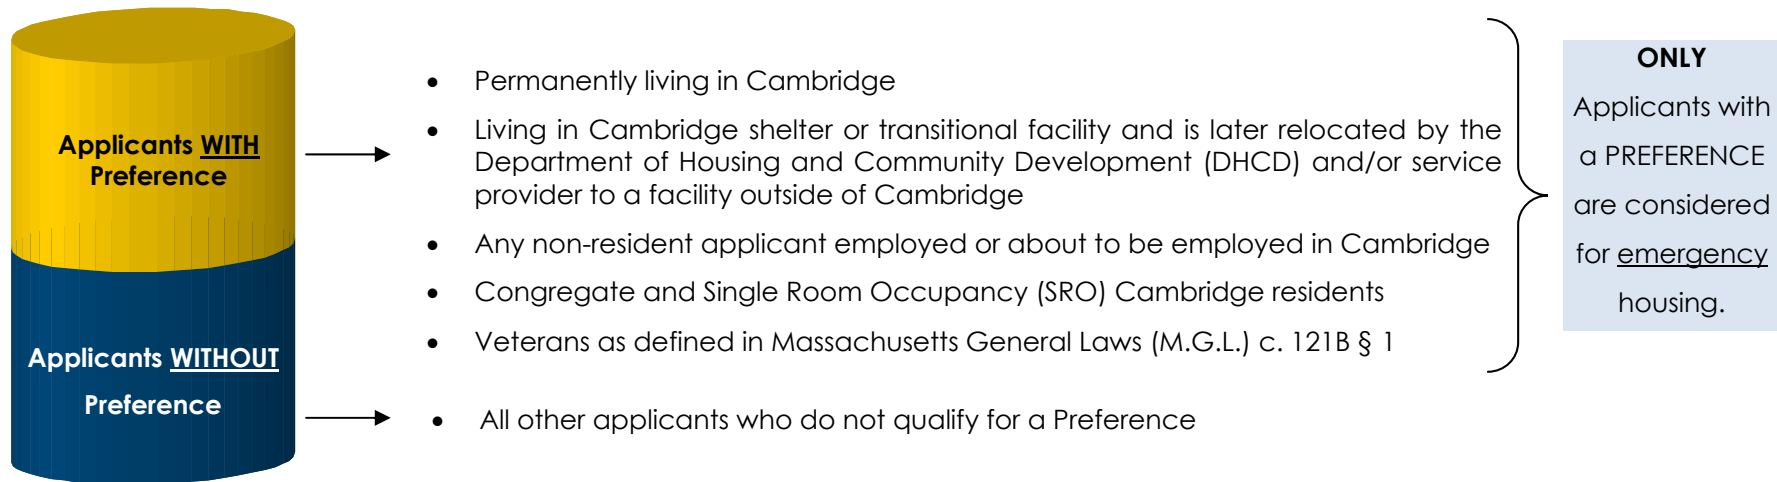 Applicants WITH
Preference
Applicants WITHOUT
Preference
• Permanently living in Cambridge
• Living in Cambridge shelter or transitional facility and is later relocated by the
Department of Housing and Community Development (DHCD) and/or service
provider to a facility outside of Cambridge
• Any non-resident applicant employed or about to be employed in Cambridge
• Congregate and Single Room Occupancy (SRO) Cambridge residents
• Veterans as defined in Massachusetts General Laws (M.G.L.) c. 121B § 1
• All other applicants who do not qualify for a Preference
ONLY
Applicants with
a PREFERENCE
are considered
for emergency
housing.